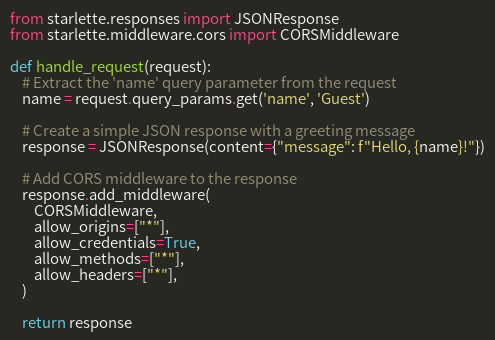 from starlette.responses import JSONResponse
from starlette.middleware.cors import CORSMiddleware

def handle_request(request):
    # Extract the 'name' query parameter from the request
    name = request.query_params.get('name', 'Guest')

    # Create a simple JSON response with a greeting message
    response = JSONResponse(content={"message": f"Hello, {name}!"})

    # Add CORS middleware to the response
    response.add_middleware(
        CORSMiddleware,
        allow_origins=["*"],
        allow_credentials=True,
        allow_methods=["*"],
        allow_headers=["*"],
    )

    return response